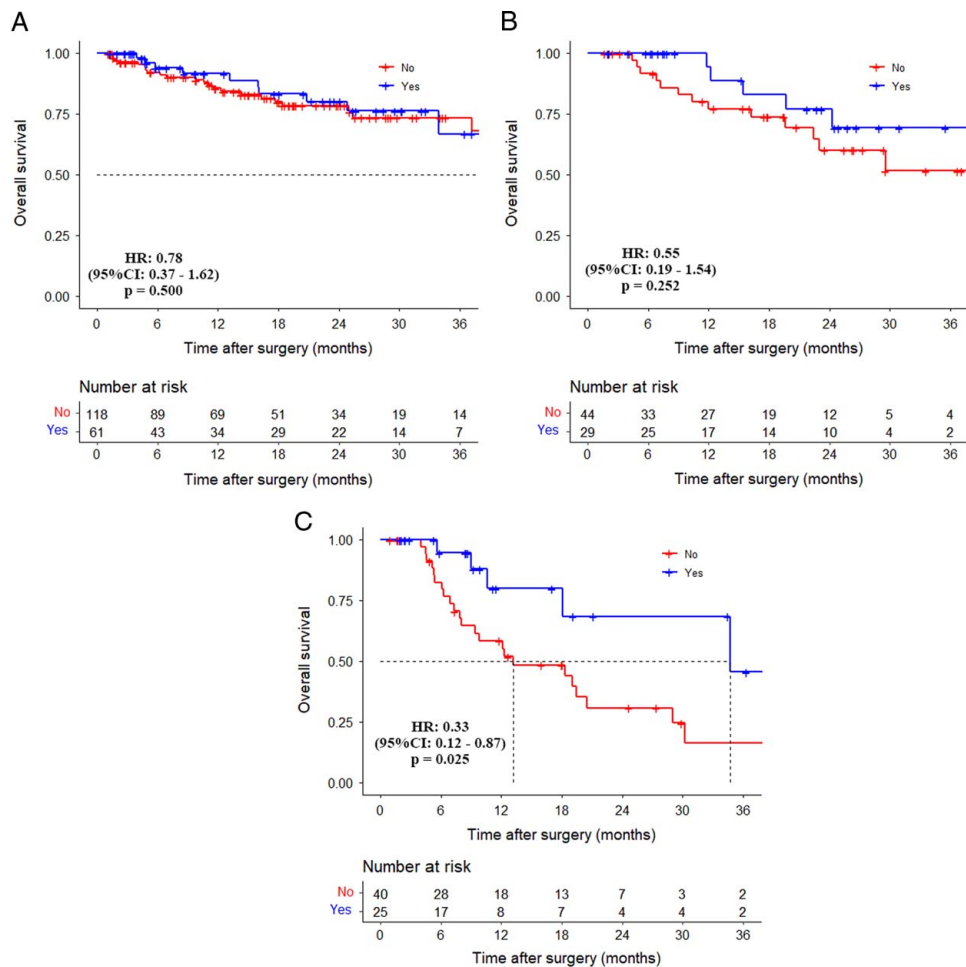 A
Overall survival
1.00
0.75
0.50
0.25
0.00
No
Yes
HR: 0.78
(95%CI: 0.37 - 1.62)
p = 0.500
0 6 12 18 24 30 36
Time after surgery (months)
Number at risk
No 118 89 69 51 34 19 14
Yes 61 43 34 29 22 14 7
0 6 12 18 24 30 36
Time after surgery (months)
B
Overall survival
1.00
0.75
0.50
0.25
0.00
No
Yes
HR: 0.55
(95%CI: 0.19 - 1.54)
p = 0.252
0 6 12 18 24 30 36
Time after surgery (months)
Number at risk
No 44 33 27 19 12 5 4
Yes 29 25 17 14 10 4 2
0 6 12 18 24 30 36
Time after surgery (months)
C
Overall survival
1.00
0.75
0.50
0.25
0.00
No
Yes
HR: 0.33
(95%CI: 0.12 - 0.87)
p = 0.025
0 6 12 18 24 30 36
Time after surgery (months)
Number at risk
No 40 28 18 13 7 3 2
Yes 25 17 8 7 4 4 2
0 6 12 18 24 30 36
Time after surgery (months)